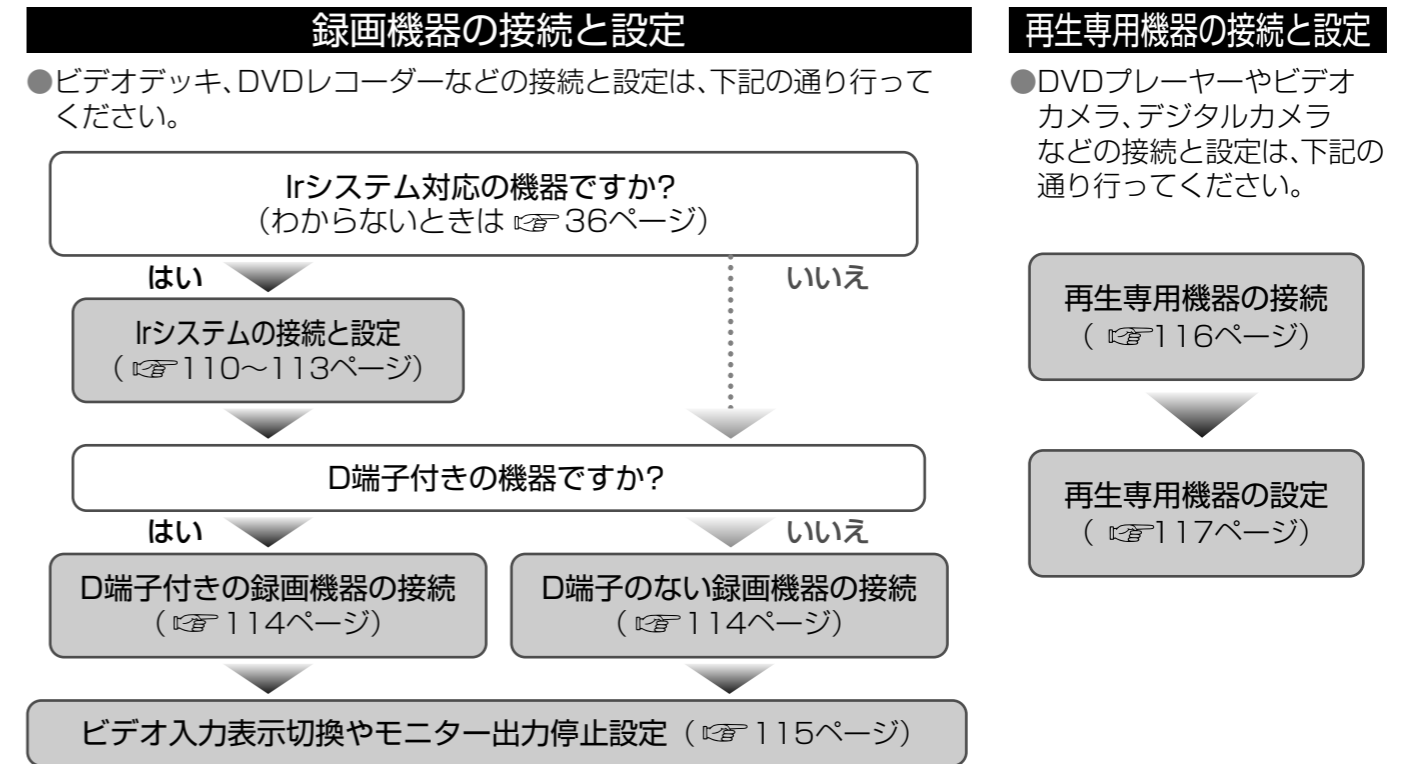 録画機器の接続と設定
●ビデオデッキ、DVDレコーダーなどの接続と設定は、下記の通り行って
ください。
Irシステム対応の機器ですか?
（わからないときは ☞ 36ページ）
はい
いいえ
Irシステムの接続と設定
（ ☞110～113ページ）
D端子付きの機器ですか?
はい
いいえ
D端子付きの録画機器の接続
（ ☞114ページ）
D端子のない録画機器の接続
（ ☞114ページ）
ビデオ入力表示切換やモニター出力停止設定（ ☞115ページ）
再生専用機器の接続と設定
●DVDプレーヤーやビデオ
カメラ、デジタルカメラ
などの接続と設定は、下記の
通り行ってください。
再生専用機器の接続
（ ☞116ページ）
再生専用機器の設定
（ ☞117ページ）